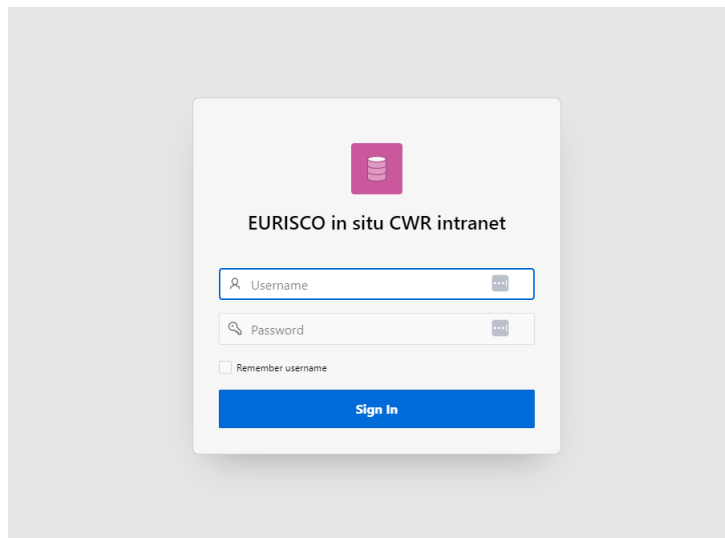 EURISCO in situ CWR intranet
Username
Password
Remember username
Sign In